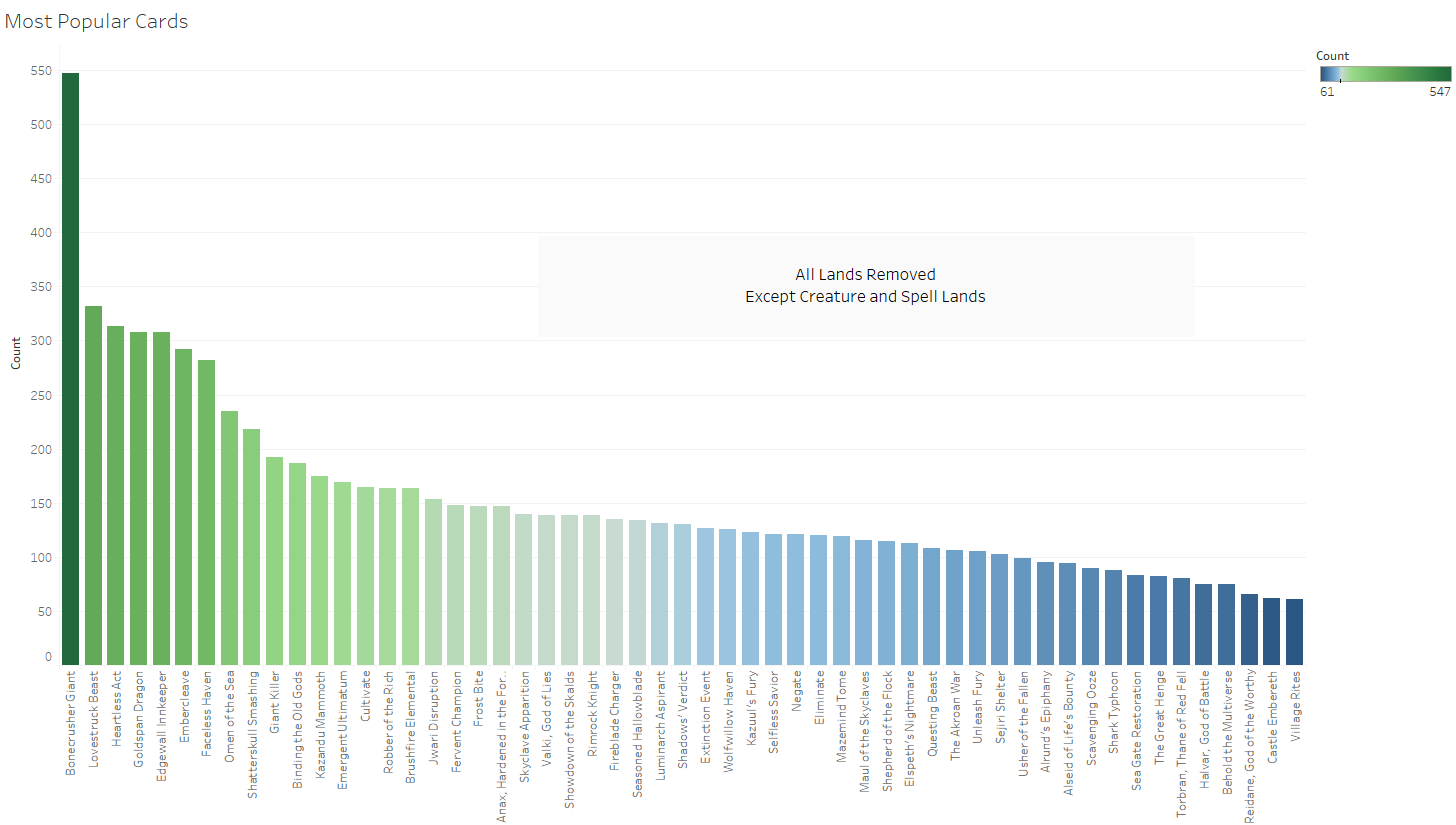 Most Popular Cards
Count
61
547
550
500
450
400
350
300
250
200
150
100
50
0
Count
All Lands Removed
Except Creature and Spell Lands
Bonecrusher Giant
Lovestruck Beast
Heartless Act
Goldspan Dragon
Edgewall Innkeeper
Embercleave
Faceless Haven
Omen of the Sea
Shatterskull Smashing
Giant Killer
Binding the Old Gods
Kazandu Mammoth
Emergent Ultimatum
Cultivate
Robber of the Rich
Brushfire Elemental
Jwari Disruption
Fervent Champion
Frost Bite
Anax, Hardened in the For..
Skyclave Apparition
Valki, God of Lies
Showdown of the Skalds
Rimrock Knight
Fireblade Charger
Seasoned Hallowblade
Luminarch Aspirant
Shadows' Verdict
Extinction Event
Wolfwillow Haven
Kazuul's Fury
Selfless Savior
Negate
Eliminate
Mazemind Tome
Maul of the Skyclaves
Shepherd of the Flock
Elspeth's Nightmare
Questing Beast
The Akroan War
Unleash Fury
Sejiri Shelter
Usher of the Fallen
Alrund's Epiphany
Alseid of Life's Bounty
Scavenging Ooze
Shark Typhoon
Sea Gate Restoration
The Great Henge
Torbran, Thane of Red Fell
Halvar, God of Battle
Behold the Multiverse
Reidane, God of the Worthy
Castle Embereth
Village Rites